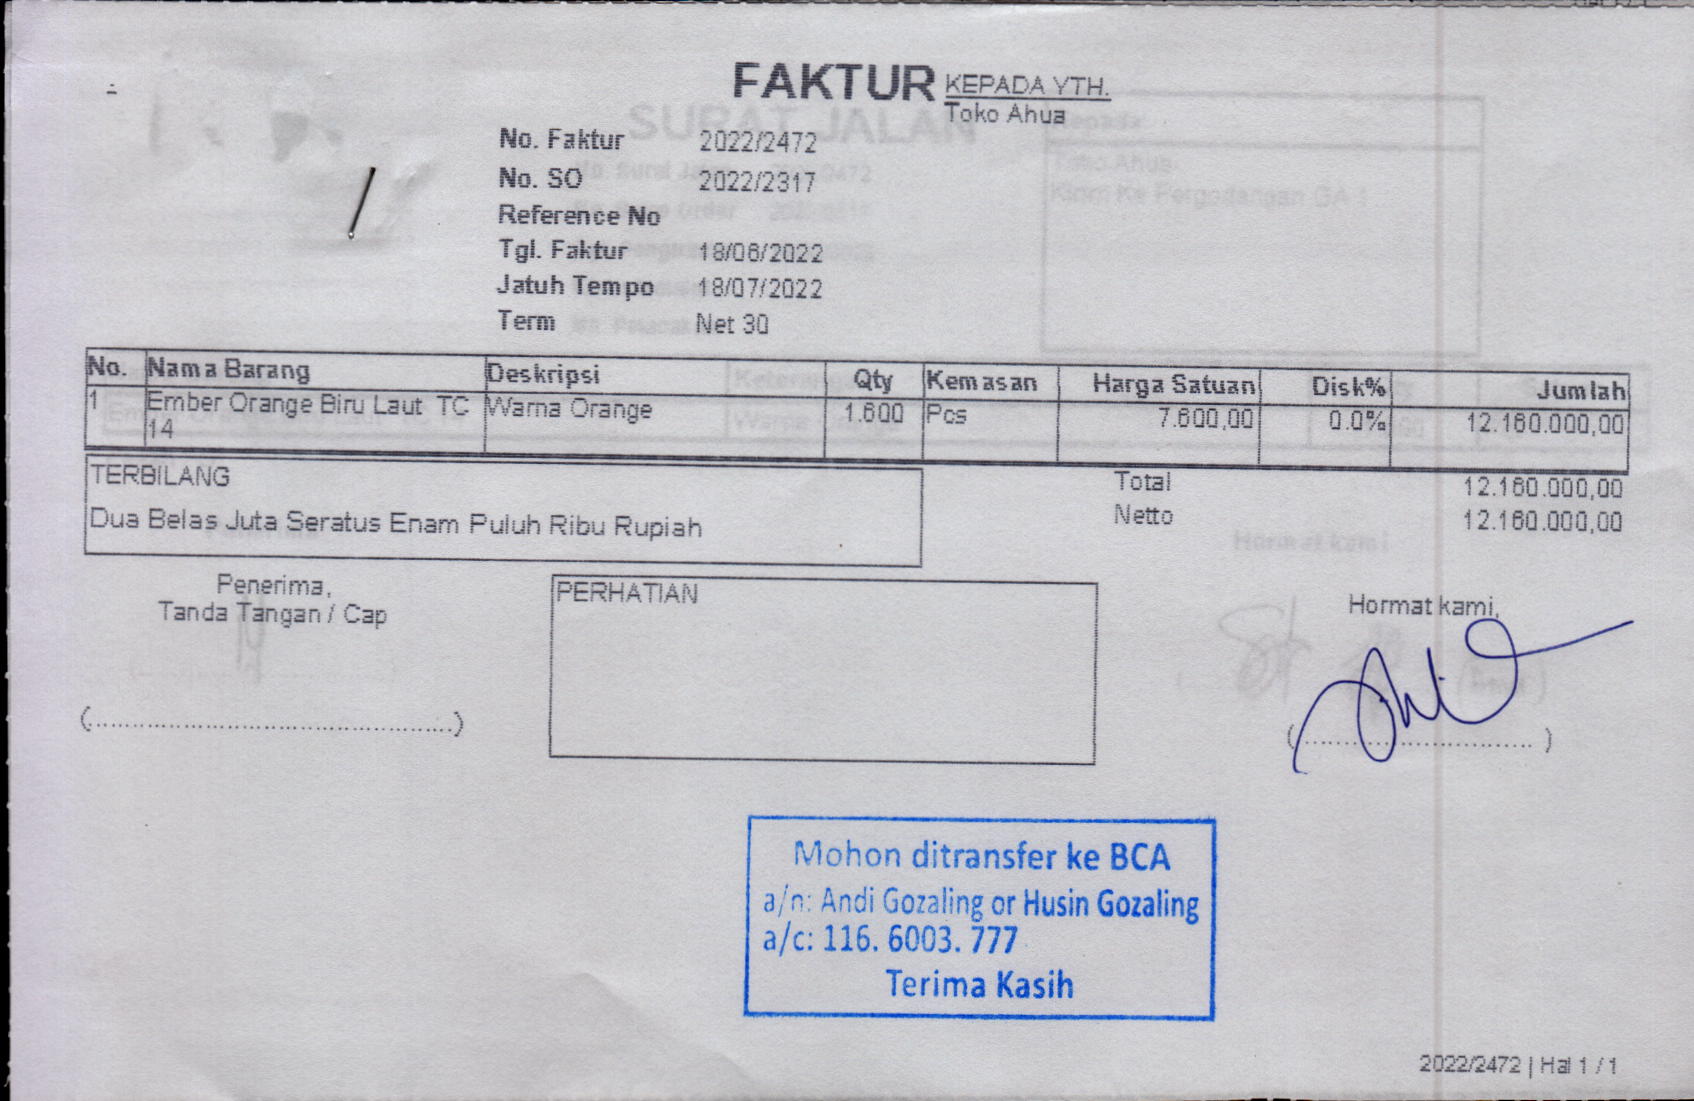 FAKTUR
KEPADA YTH.
Toko Ahua
No. Faktur 2022/2472
No. SO 2022/2317
Reference No
Tgl. Faktur 18/06/2022
Jatuh Tempo 18/07/2022
Term Net 30
No. Nama Barang Deskripsi Qty Kemasan Harga Satuan Disk% Jumlah
1 Ember Orange Biru Laut TC Warna Orange 1.600 Pcs 7.600,00 0.0% 12.160.000,00
14
TERBILANG
Dua Belas Juta Seratus Enam Puluh Ribu Rupiah
Total 12.160.000,00
Netto 12.160.000,00
Penerima,
Tanda Tangan / Cap
(....................................................)
PERHATIAN
Hormat kami,
(................................)
Mohon ditransfer ke BCA
a/n: Andi Gozaling or Husin Gozaling
a/c: 116. 6003. 777
Terima Kasih
2022/2472 | Hal 1 / 1